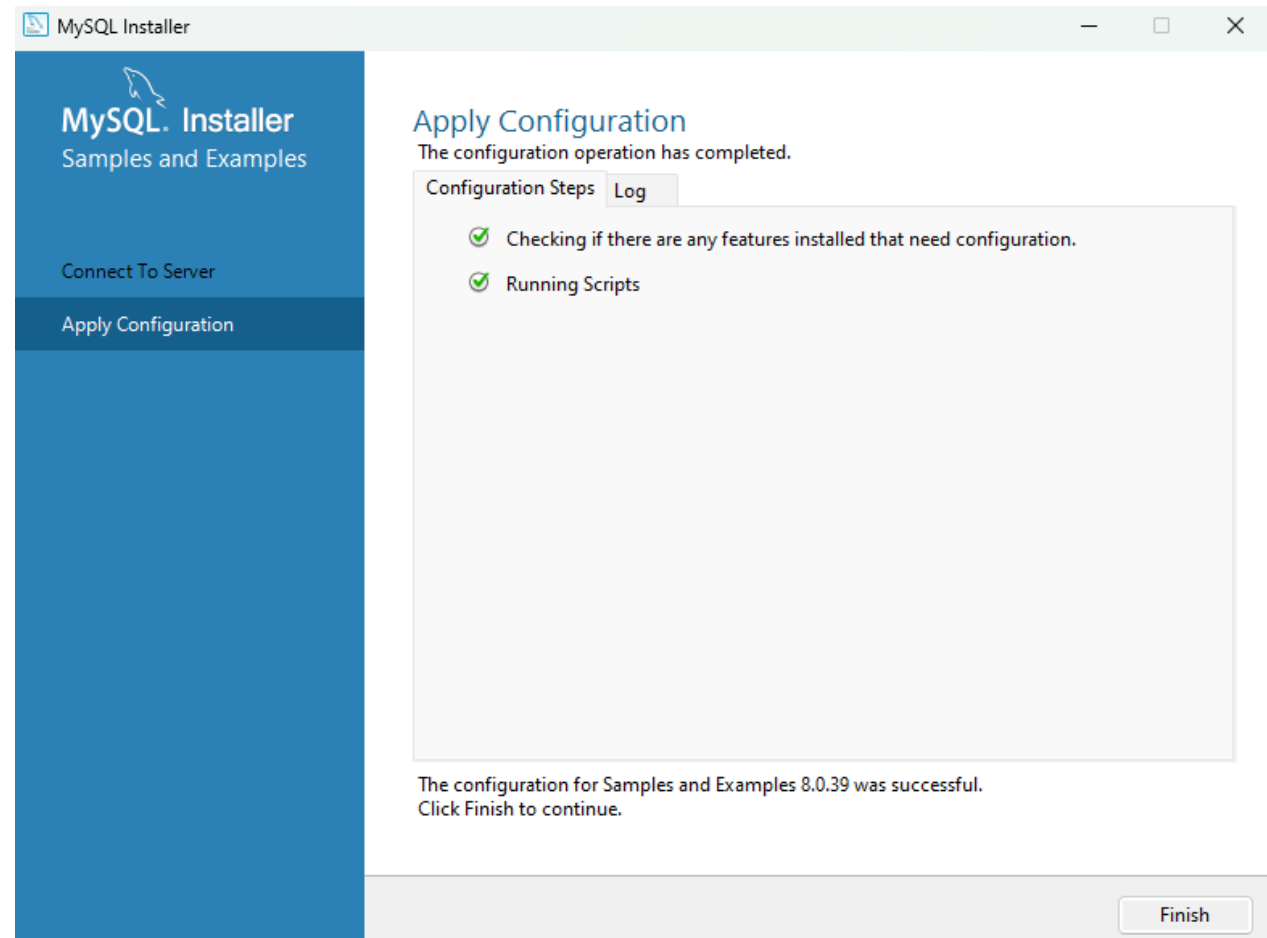 MySQL Installer
MySQL. Installer
Samples and Examples
Connect To Server
Apply Configuration
Apply Configuration
The configuration operation has completed.
Configuration Steps
Log
Checking if there are any features installed that need configuration.
Running Scripts
The configuration for Samples and Examples 8.0.39 was successful.
Click Finish to continue.
Finish